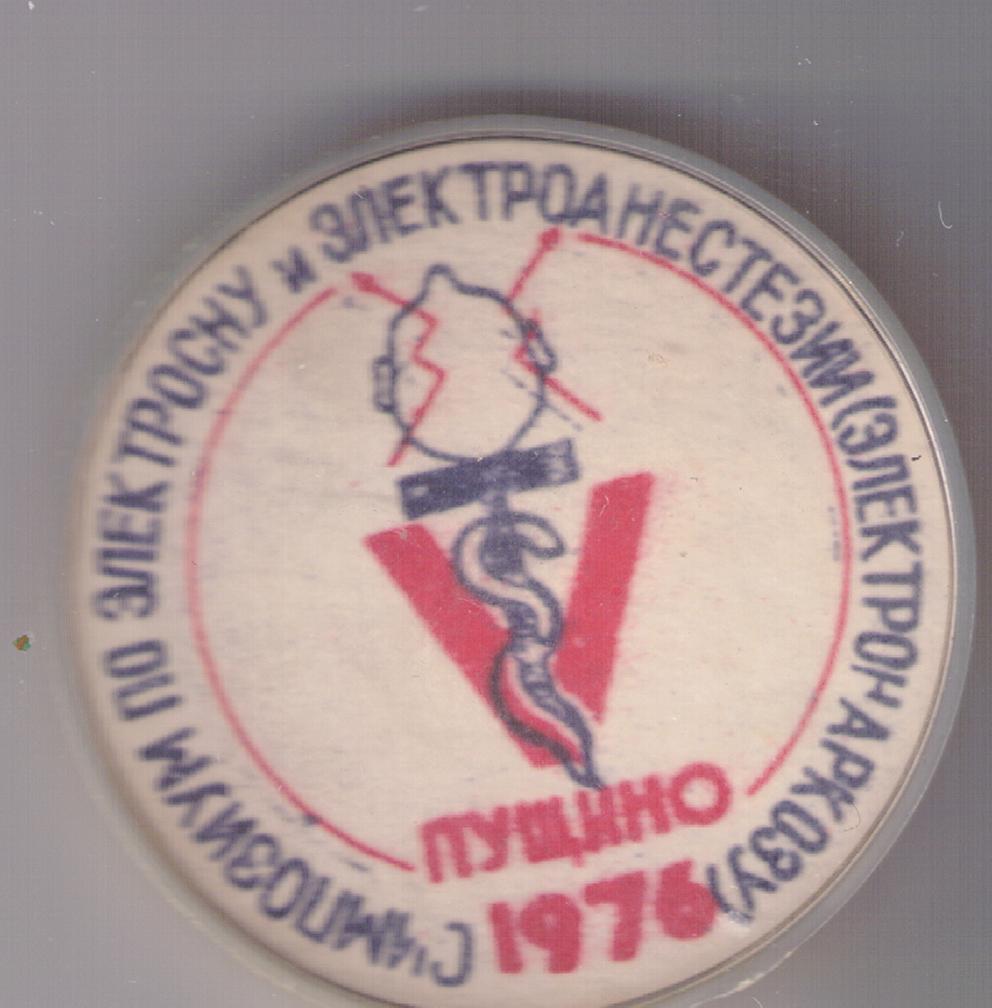 СИМПОЗИУМ ПО ЭЛЕКТРОСНУ и ЭЛЕКТРОАНЕСТЕЗИИ (ЭЛЕКТРОНАРКОЗУ)
V
ПУЩИНО
1976